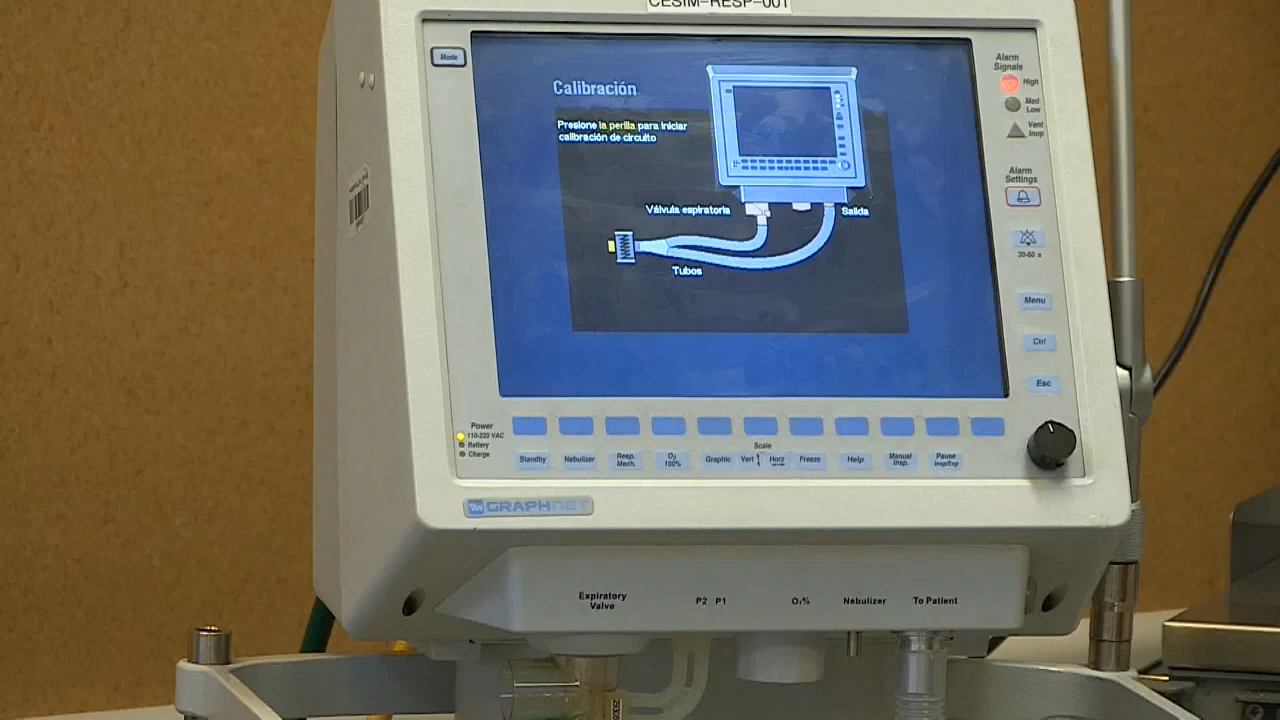 CESIM-RESP-001
Mode
Calibración
Presione la perilla para iniciar
calibración de circuito
Válvula espiratoria
Salida
Tubos
Alarm
Signals
High
Med
Low
Vent
Inop
Alarm
Settings
30-60 s
Menu
Ctrl
Esc
Power
110-220 VAC
Battery
Charge
Scale
Standby
Nebulizer
Resp.
Mech.
O2
100%
Graphic
Vert
Horz
Freeze
Help
Manual
Insp.
Pause
Insp/Exp
GRAPHNET
Expiratory
Valve
P2 P1
O2%
Nebulizer
To Patient